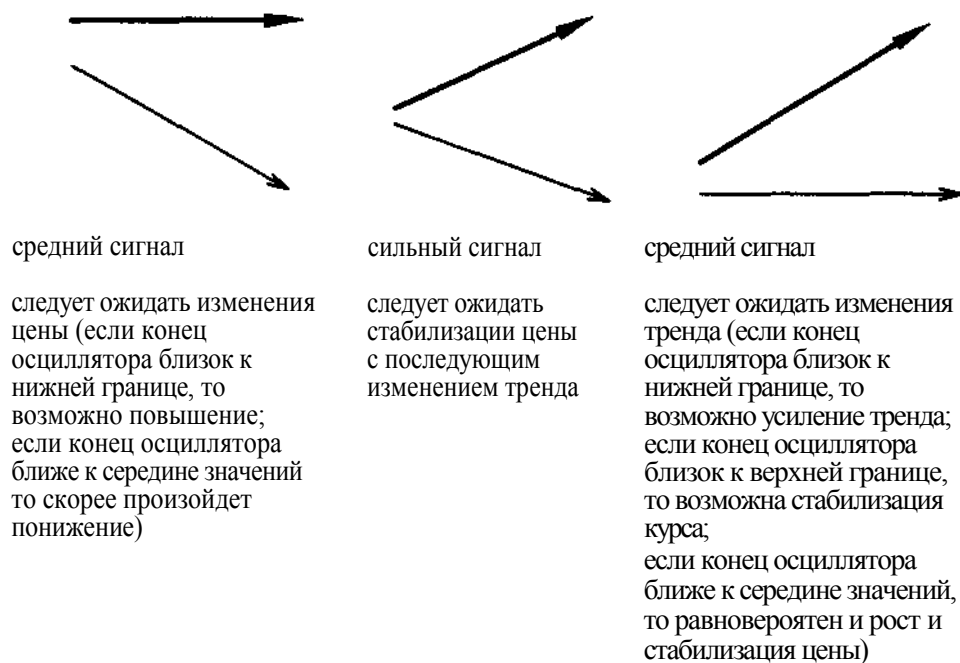 средний сигнал
следует ожидать изменения
цены (если конец
осциллятора близок к
нижней границе, то
возможно повышение;
если конец осциллятора
ближе к середине значений
то скорее произойдет
понижение)
сильный сигнал
следует ожидать
стабилизации цены
с последующим
изменением тренда
средний сигнал
следует ожидать изменения
тренда (если конец
осциллятора близок к
нижней границе, то
возможно усиление тренда;
если конец осциллятора
близок к верхней границе,
то возможна стабилизация
курса;
если конец осциллятора
ближе к середине значений,
то равновероятен и рост и
стабилизация цены)